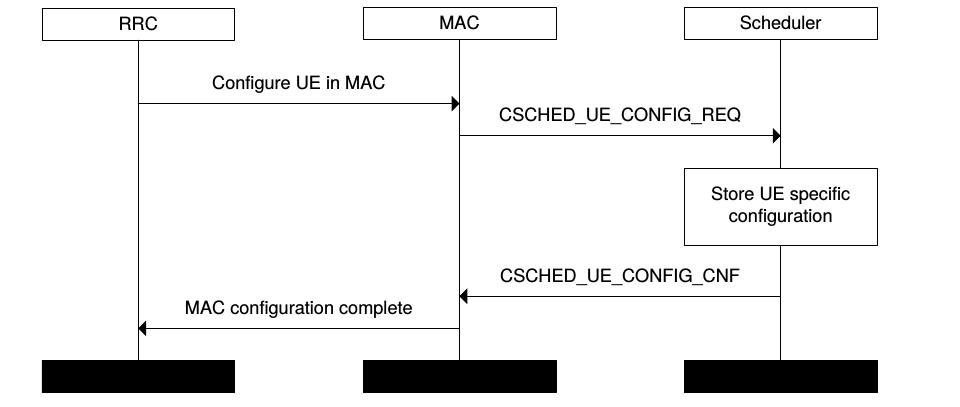 RRC
MAC
Scheduler
Configure UE in MAC
CSCHED_UE_CONFIG_REQ
Store UE specific
configuration
CSCHED_UE_CONFIG_CNF
MAC configuration complete